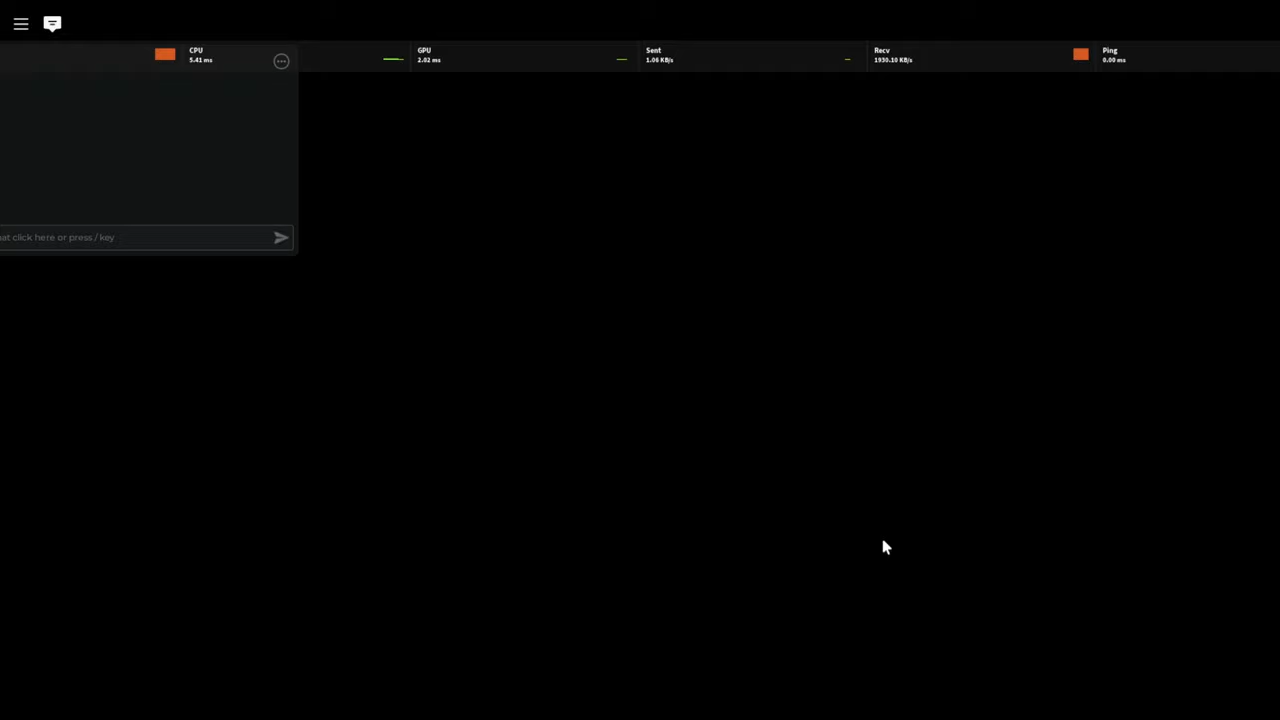 CPU
5.41 ms
GPU
2.02 ms
Sent
1.06 KB/s
Recv
1930.10 KB/s
Ping
0.00 ms
at click here or press / key